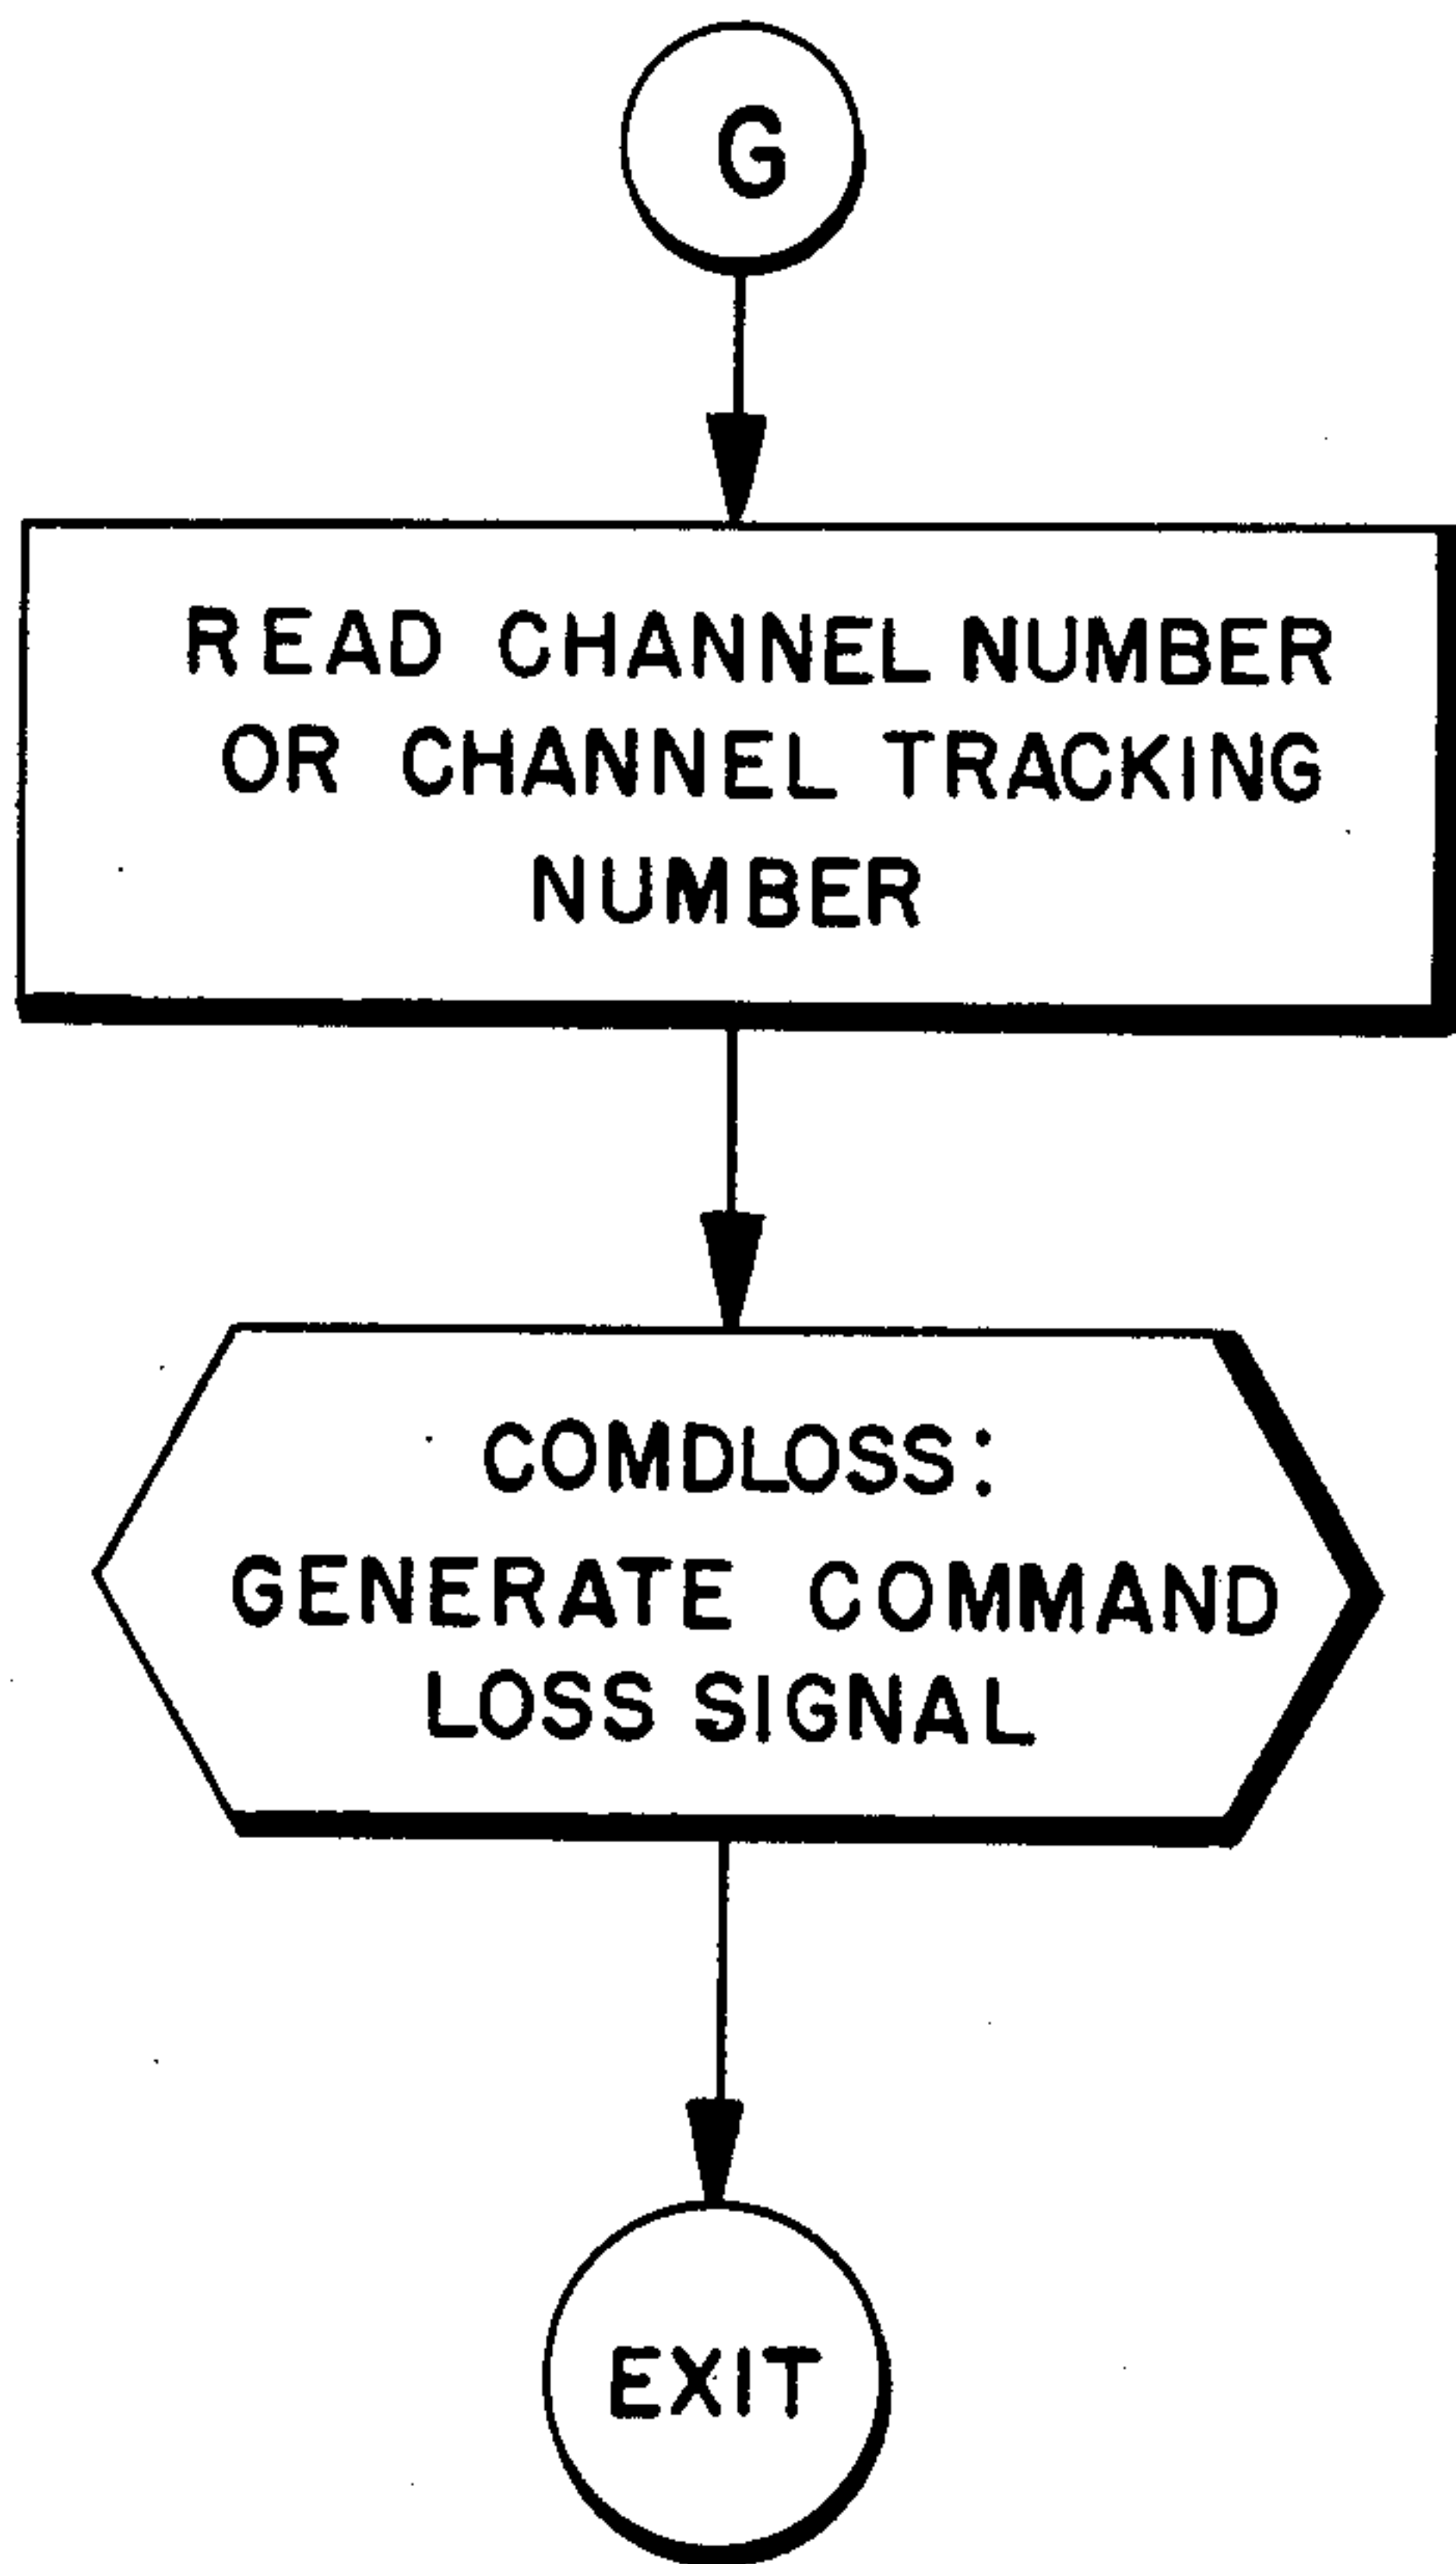 G
READ CHANNEL NUMBER
OR CHANNEL TRACKING
NUMBER
COMDLOSS:
GENERATE COMMAND
LOSS SIGNAL
EXIT